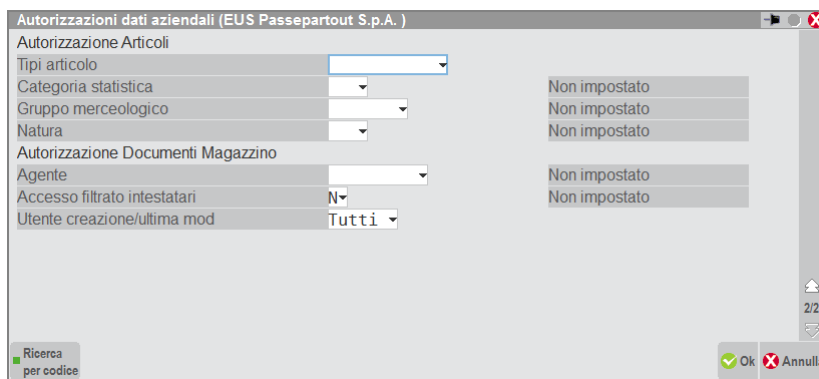 Autorizzazioni dati aziendali (EUS Passepartout S.p.A. )
Autorizzazione Articoli
Tipi articolo
Categoria statistica Non impostato
Gruppo merceologico Non impostato
Natura Non impostato
Autorizzazione Documenti Magazzino
Agente Non impostato
Accesso filtrato intestatari N Non impostato
Utente creazione/ultima mod Tutti
2/2
Ricerca
per codice
Ok Annull